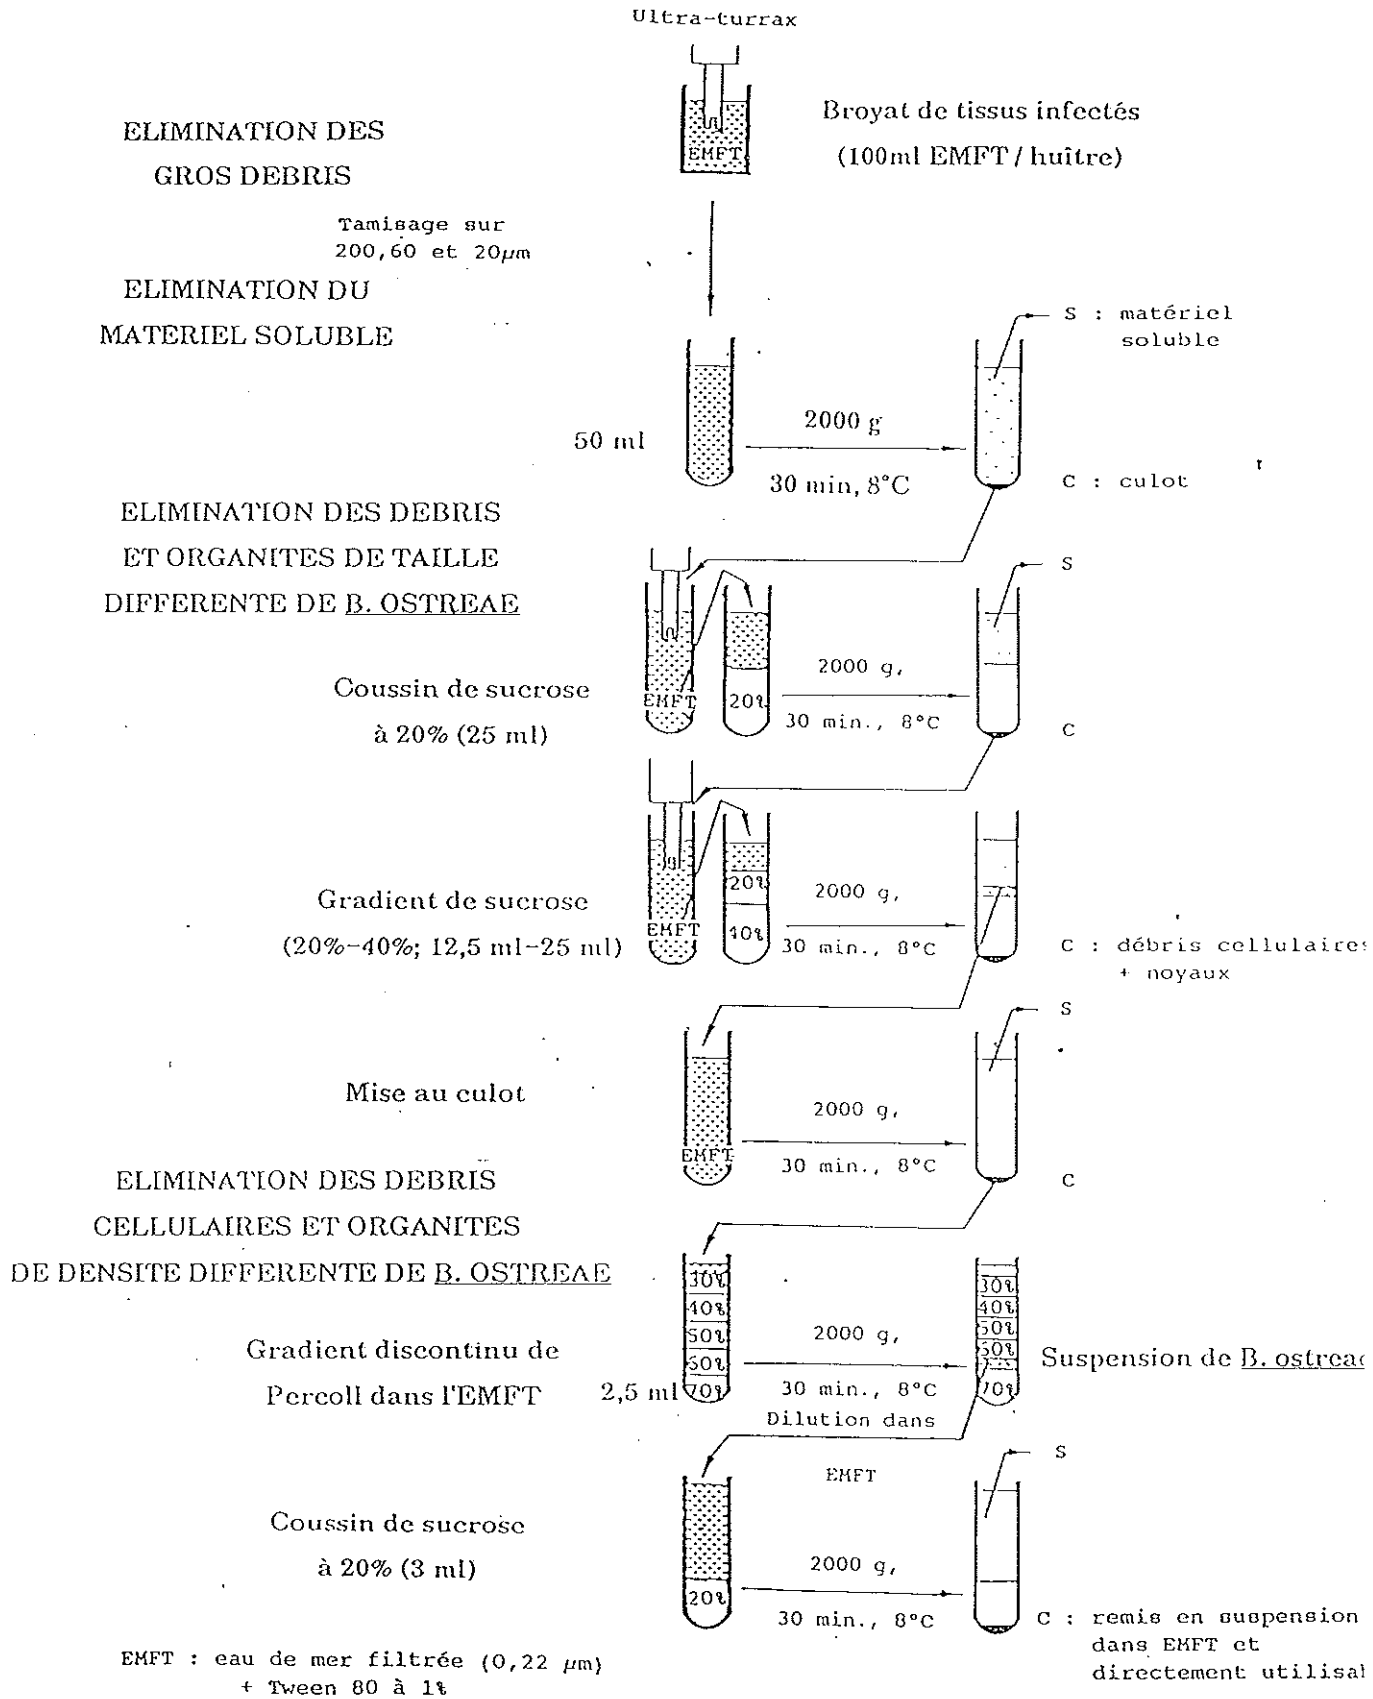 Ultra-turrax
ELIMINATION DES
GROS DEBRIS
EMFT
Broyat de tissus infectés
(100ml EMFT / huître)
Tamisage sur
200,60 et 20µm
ELIMINATION DU
MATERIEL SOLUBLE
S : matériel
soluble
50 ml
2000 g
30 min, 8°C
C : culot
ELIMINATION DES DEBRIS
ET ORGANITES DE TAILLE
DIFFERENTE DE B. OSTREAE
S
Coussin de sucrose
à 20% (25 ml)
EMFT
20%
2000 g,
30 min., 8°C
C
Gradient de sucrose
(20%-40%; 12,5 ml-25 ml)
EMFT
20%
40%
2000 g,
30 min., 8°C
C : débris cellulaires
+ noyaux
S
Mise au culot
EMFT
2000 g,
30 min., 8°C
C
ELIMINATION DES DEBRIS
CELLULAIRES ET ORGANITES
DE DENSITE DIFFERENTE DE B. OSTREAE
Gradient discontinu de
Percoll dans l'EMFT
2,5 ml
30%
40%
50%
60%
70%
2000 g,
30 min., 8°C
30%
40%
50%
60%
70%
Suspension de B. ostreae
Dilution dans
EMFT
S
Coussin de sucrose
à 20% (3 ml)
20%
2000 g,
30 min., 8°C
C : remis en suspension
dans EMFT et
directement utilisal
EMFT : eau de mer filtrée (0,22 µm)
+ Tween 80 à 1%